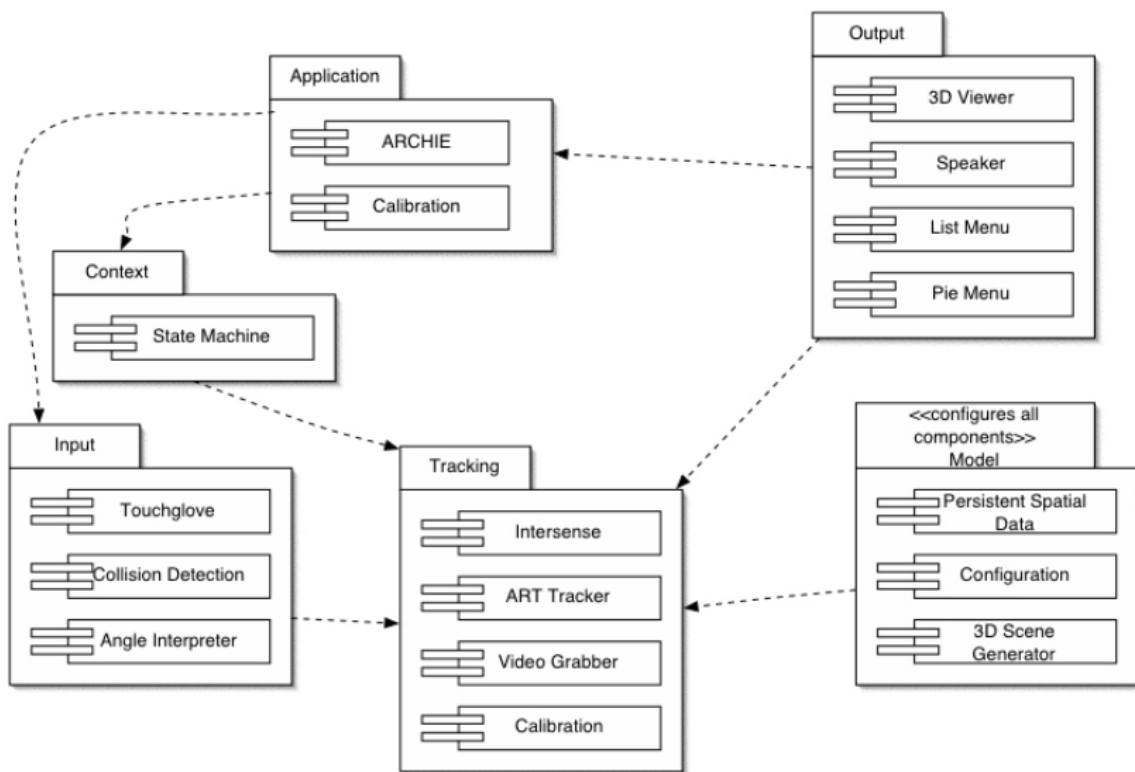 Output
3D Viewer
Speaker
List Menu
Pie Menu
Application
ARCHIE
Calibration
Context
State Machine
Input
Touchglove
Collision Detection
Angle Interpreter
Tracking
Intersense
ART Tracker
Video Grabber
Calibration
<<configures all
components>>
Model
Persistent Spatial
Data
Configuration
3D Scene
Generator